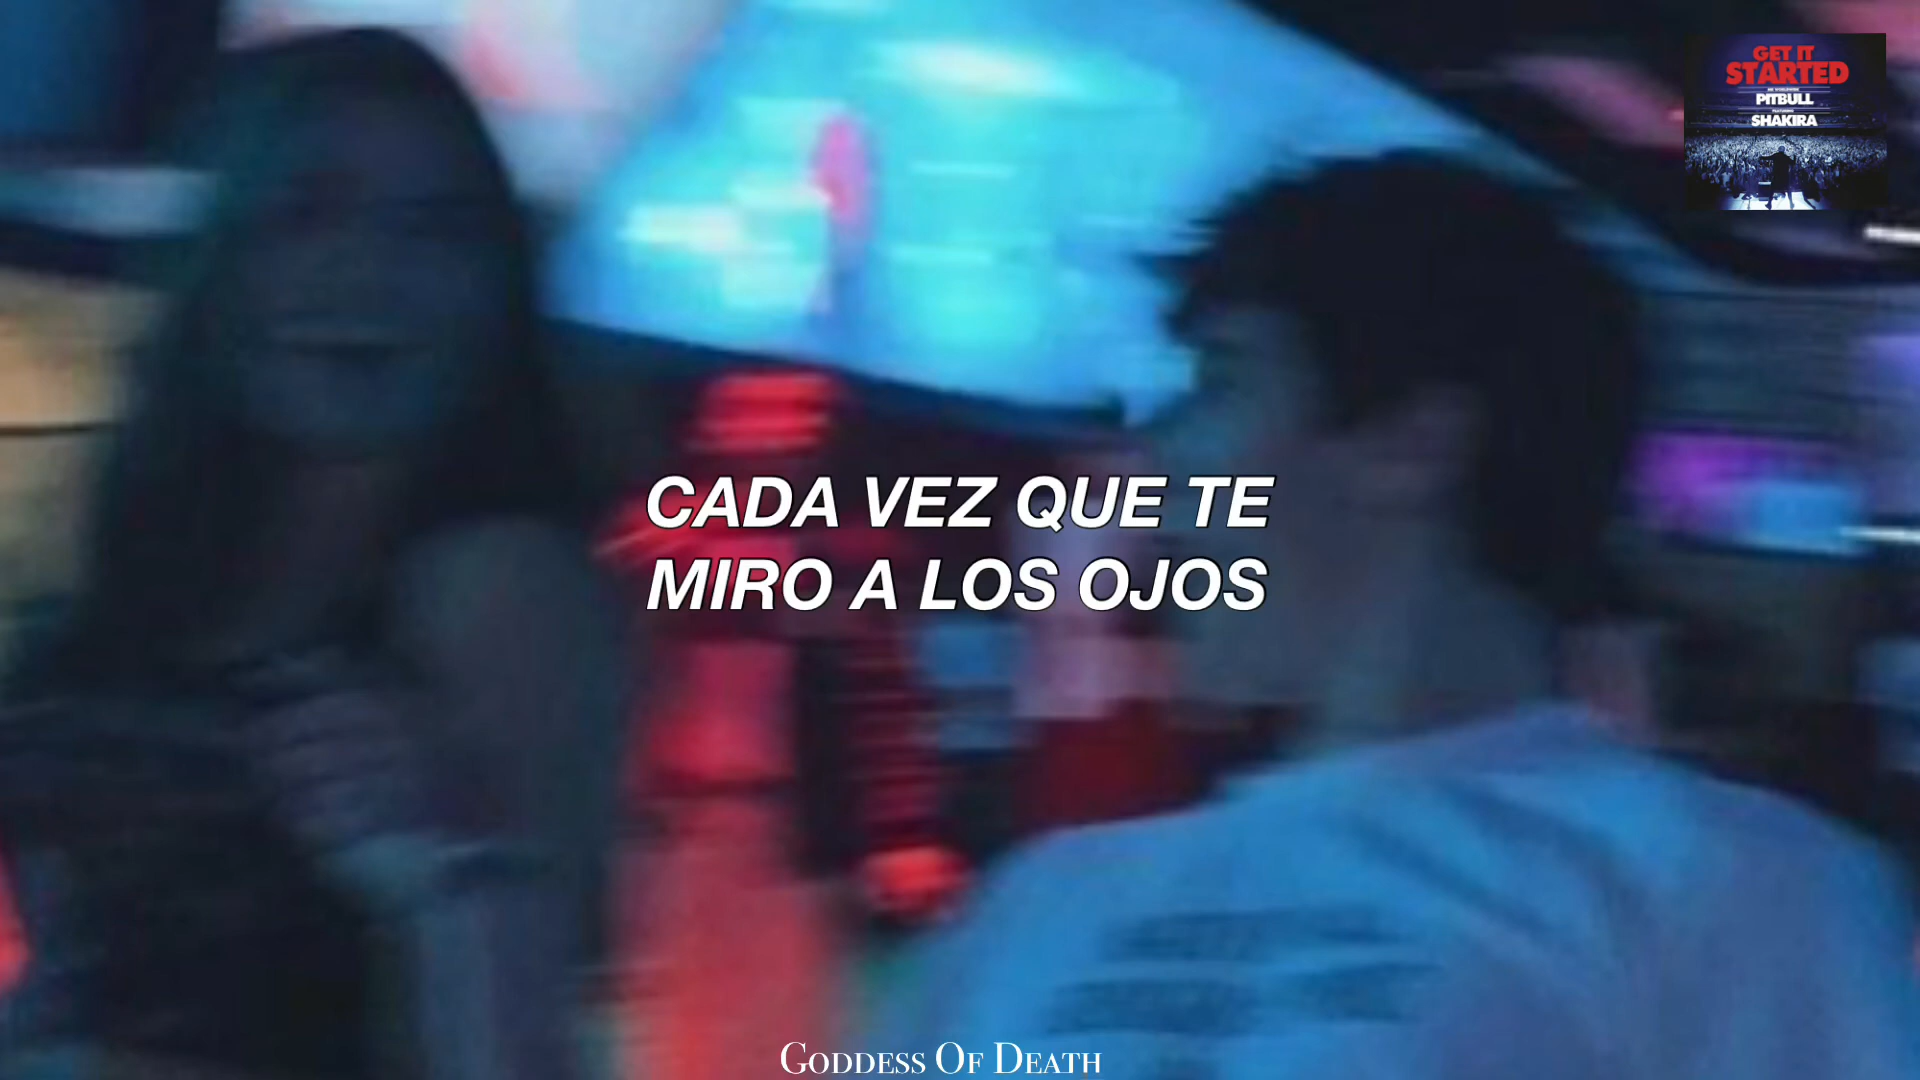 GET IT
STARTED
PITBULL
SHAKIRA
CADA VEZ QUE TE
MIRO A LOS OJOS
GODDESS OF DEATH